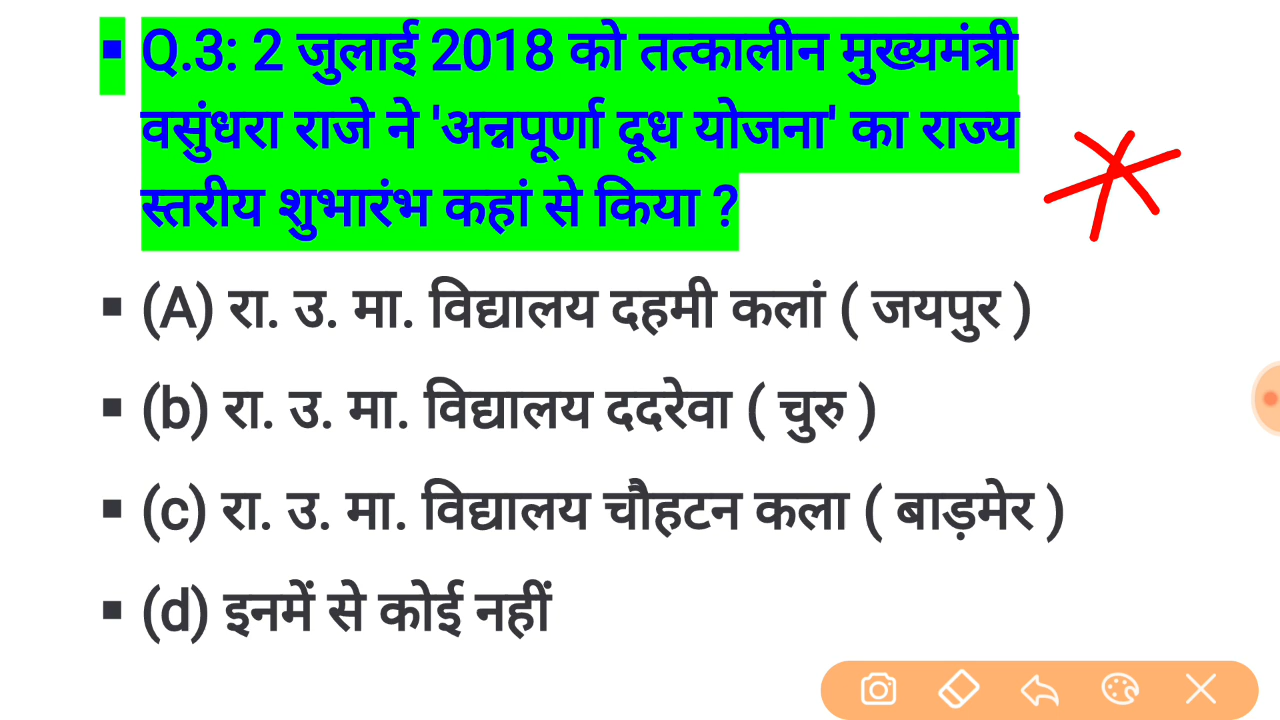 ▪ Q.3: 2 जुलाई 2018 को तत्कालीन मुख्यमंत्री
वसुंधरा राजे ने 'अन्नपूर्णा दूध योजना' का राज्य
स्तरीय शुभारंभ कहां से किया ?
▪ (A) रा. उ. मा. विद्यालय दहमी कलां ( जयपुर )
▪ (b) रा. उ. मा. विद्यालय ददरेवा ( चुरु )
▪ (c) रा. उ. मा. विद्यालय चौहटन कला ( बाड़मेर )
▪ (d) इनमें से कोई नहीं